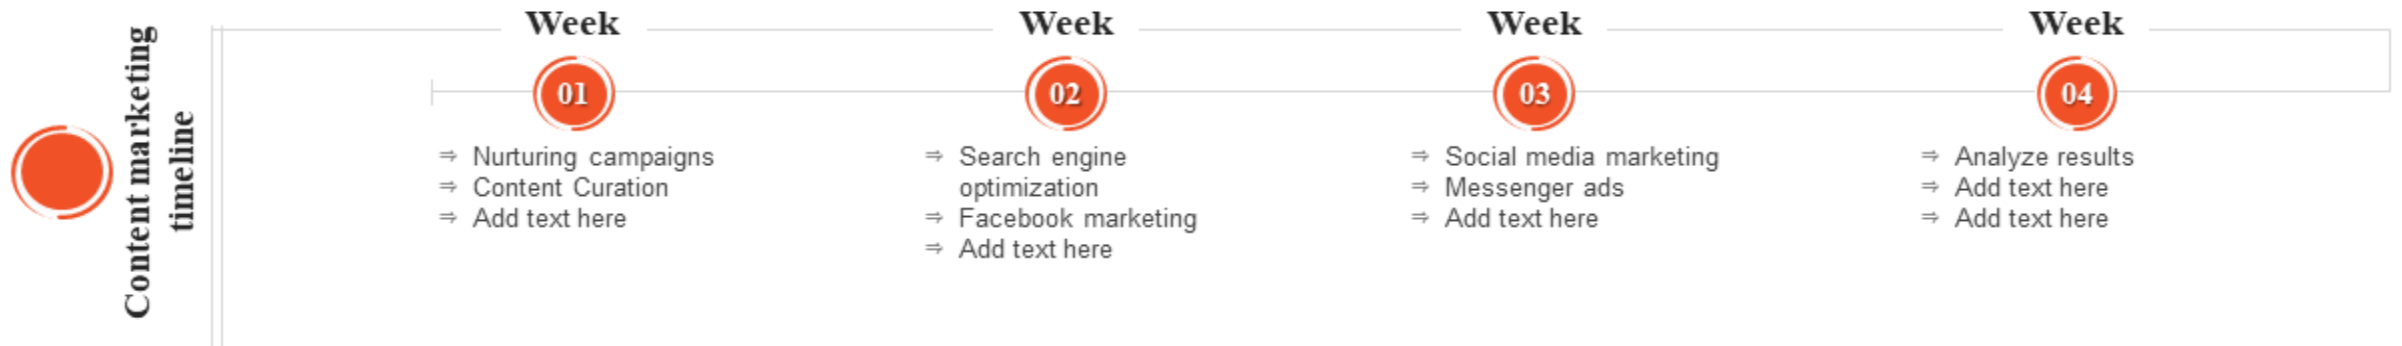 Content marketing
timeline
Week
01
⇒ Nurturing campaigns
⇒ Content Curation
⇒ Add text here
Week
02
⇒ Search engine
optimization
⇒ Facebook marketing
⇒ Add text here
Week
03
⇒ Social media marketing
⇒ Messenger ads
⇒ Add text here
Week
04
⇒ Analyze results
⇒ Add text here
⇒ Add text here